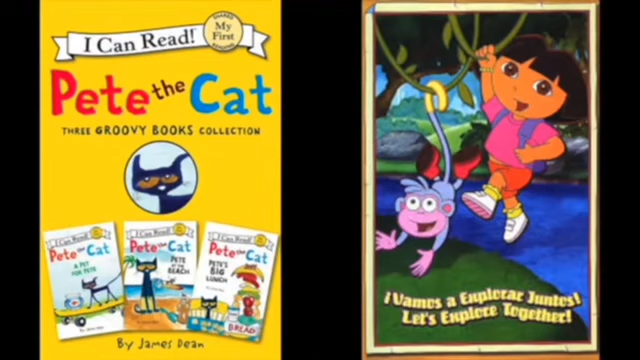 I Can Read!
SHARED
My
First
READING
Pete the Cat
THREE GROOVY BOOKS COLLECTION
I Can Read!
Pete the Cat
A PET
FOR PETE
I Can Read!
Pete the Cat
PETE
AT THE
BEACH
I Can Read!
Pete the Cat
PETE'S
BIG
LUNCH
BREAD
By James Dean
¡Vamos a Explorar Juntos!
Let's Explore Together!